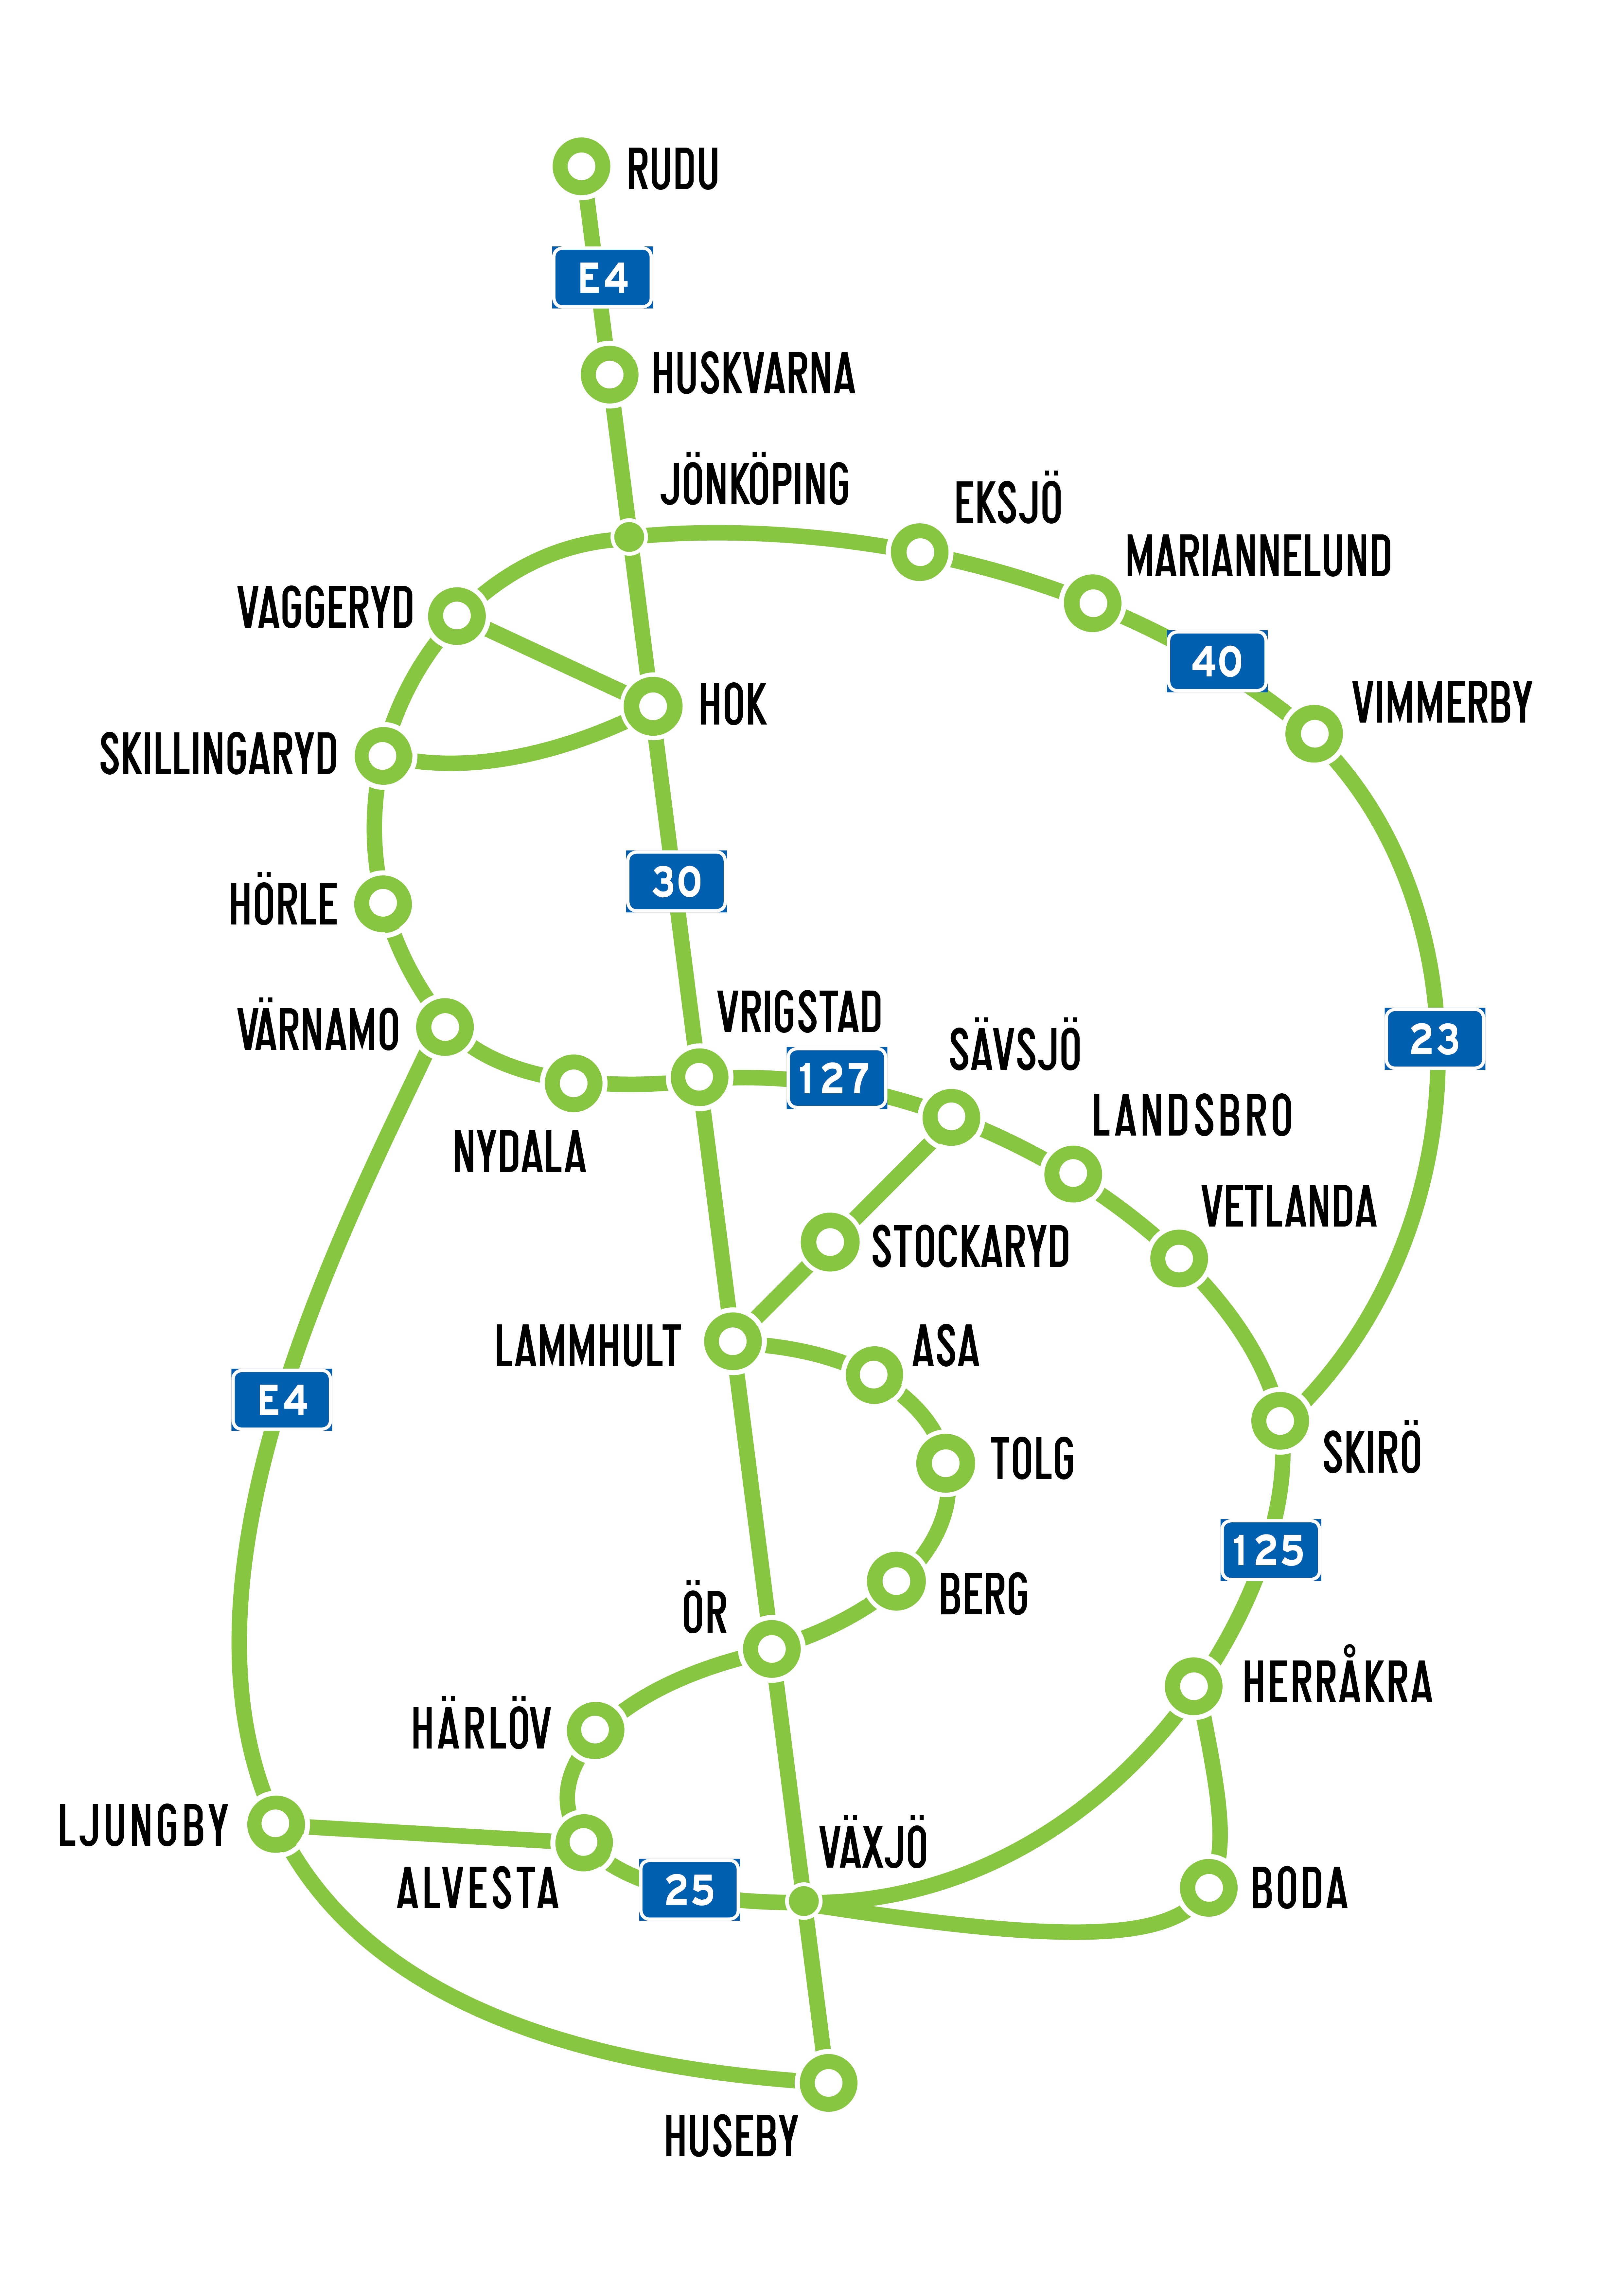 RUDU
E4
HUSKVARNA
JÖNKÖPING
EKSJÖ
MARIANNELUND
VAGGERYD
40
HOK
VIMMERBY
SKILLINGARYD
30
HÖRLE
VRIGSTAD
VÄRNAMO
SÄVSJÖ
23
127
LANDSBRO
NYDALA
VETLANDA
STOCKARYD
LAMMHULT
ASA
E4
SKIRÖ
TOLG
125
BERG
ÖR
HERRÅKRA
HÄRLÖV
LJUNGBY
VÄXJÖ
ALVESTA
25
BODA
HUSEBY